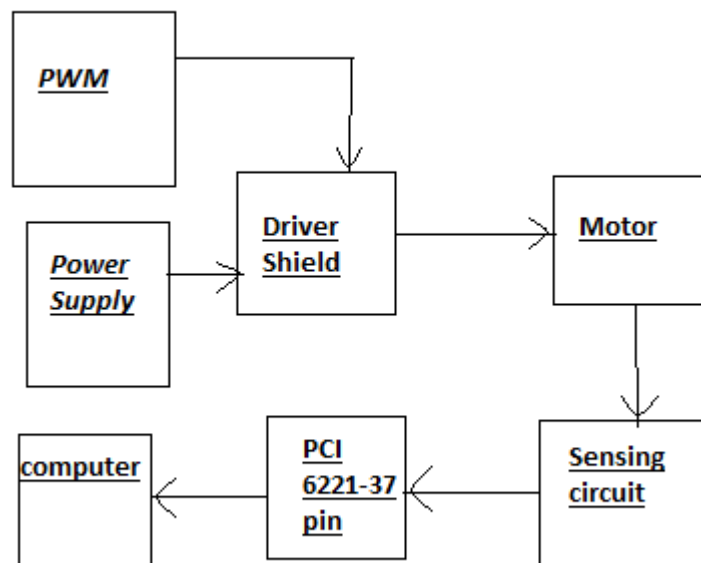 PWM
Power
Supply
Driver
Shield
Motor
computer
PCI
6221-37
pin
Sensing
circuit